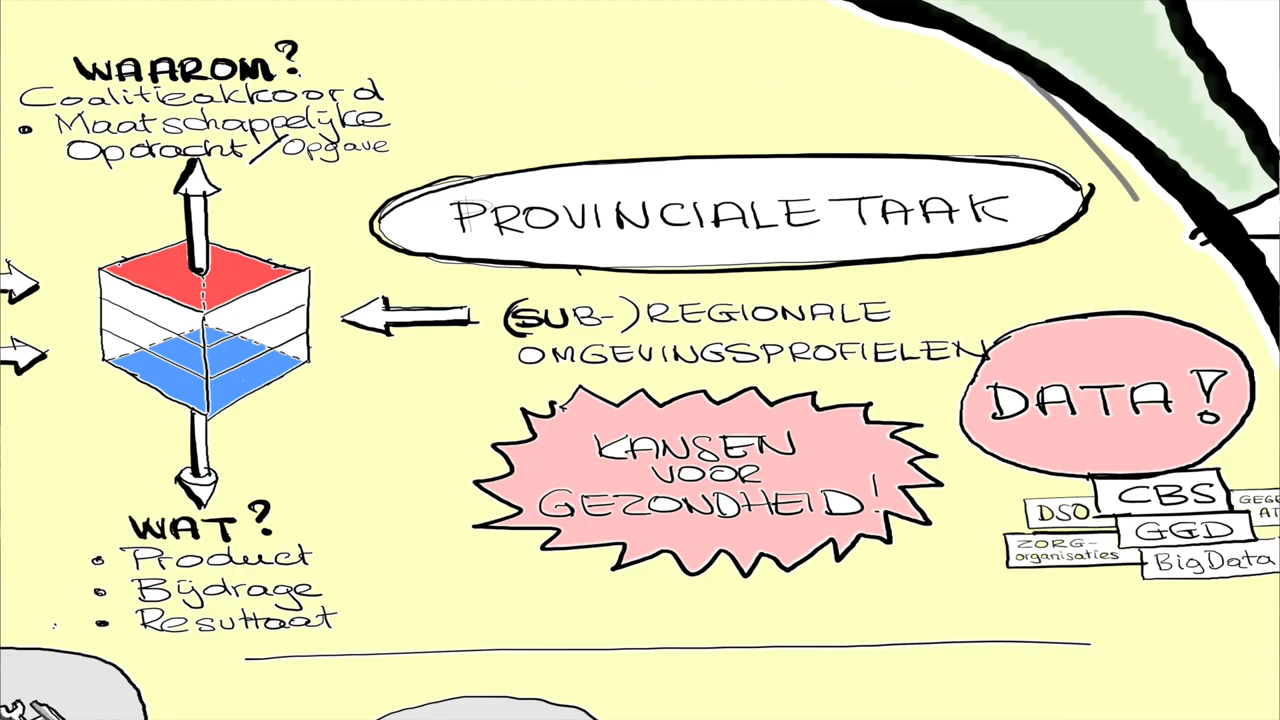 WAAROM?
Coalitieakkoord
• Maatschappelijke
Opdracht/Opgave
PROVINCIALE TAAK
(SUB-)REGIONALE
OMGEVINGSPROFIELEN
DATA!
KANSEN
VOOR
GEZONDHEID!
WAT?
• Product
• Bijdrage
• Resultaat
CBS
DSO
GGD
ZORG-
organisaties
BigData